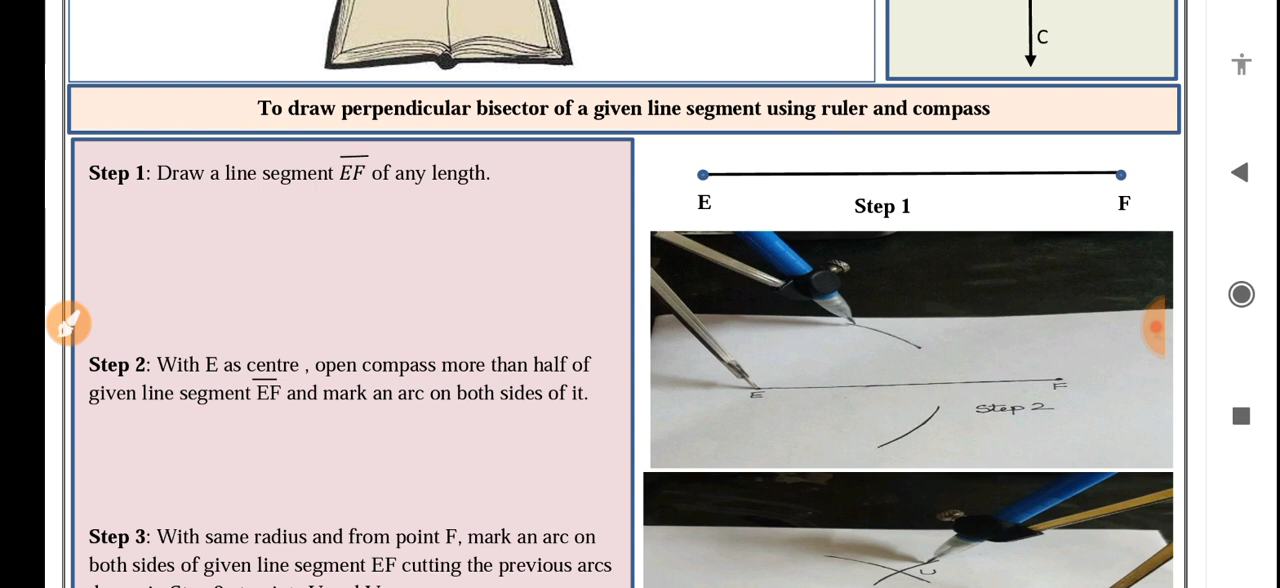 C
To draw perpendicular bisector of a given line segment using ruler and compass
Step 1: Draw a line segment EF of any length.
E
Step 1
F
Step 2: With E as centre , open compass more than half of
given line segment EF and mark an arc on both sides of it.
E
F
Step 2
Step 3: With same radius and from point F, mark an arc on
both sides of given line segment EF cutting the previous arcs
U